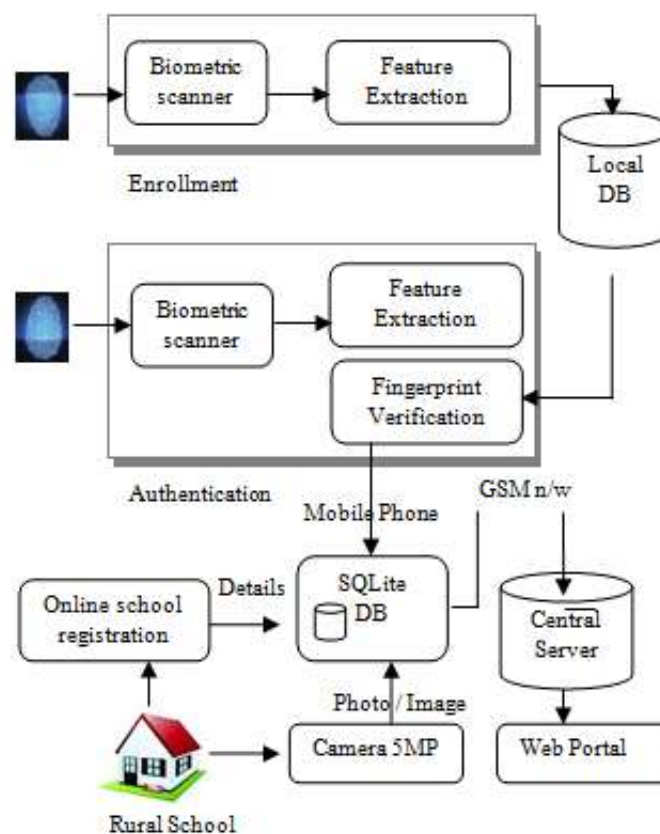 Biometric
scanner
Feature
Extraction
Enrollment
Local
DB
Biometric
scanner
Feature
Extraction
Fingerprint
Verification
Authentication
GSM n/w
Mobile Phone
Online school
registration
Details
SQLite
DB
Central
Server
Photo / Image
Camera 5MP
Web Portal
Rural School